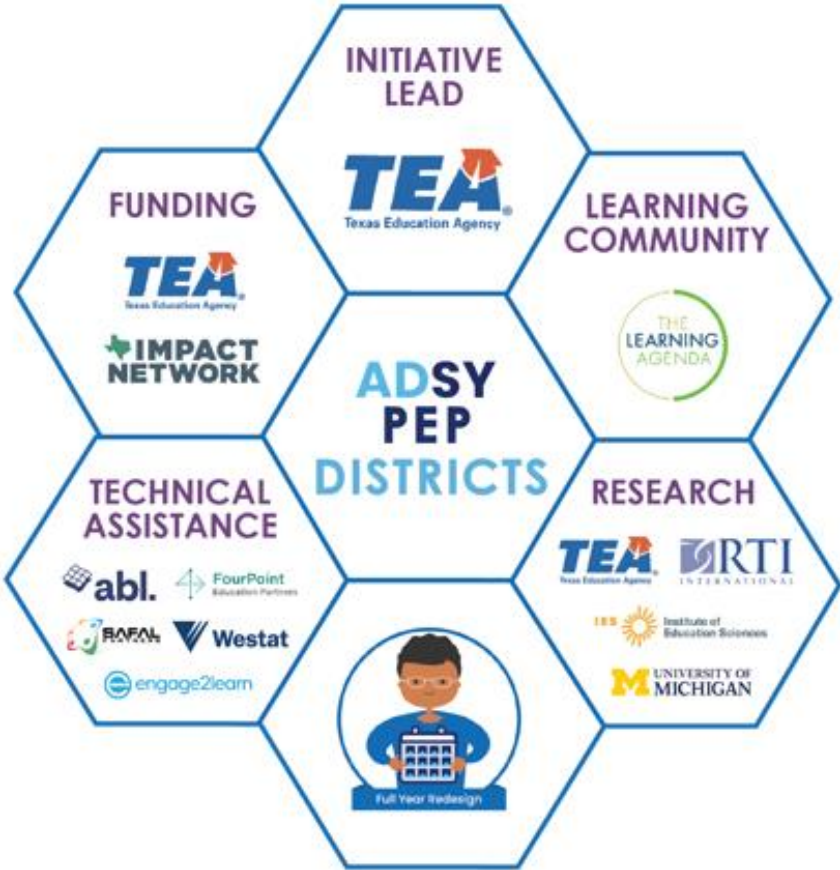 INITIATIVE
LEAD
TEA®
Texas Education Agency
FUNDING
TEA®
Texas Education Agency
IMPACT
NETWORK
LEARNING
COMMUNITY
THE
LEARNING
AGENDA
ADSY
PEP
DISTRICTS
TECHNICAL
ASSISTANCE
abl.
FourPoint
Education Partners
SAFAL
PARTNERS
Westat
engage2learn
RESEARCH
TEA®
Texas Education Agency
RTI
INTERNATIONAL
IES
Institute of
Education Sciences
M
UNIVERSITY OF
MICHIGAN
Full Year Redesign